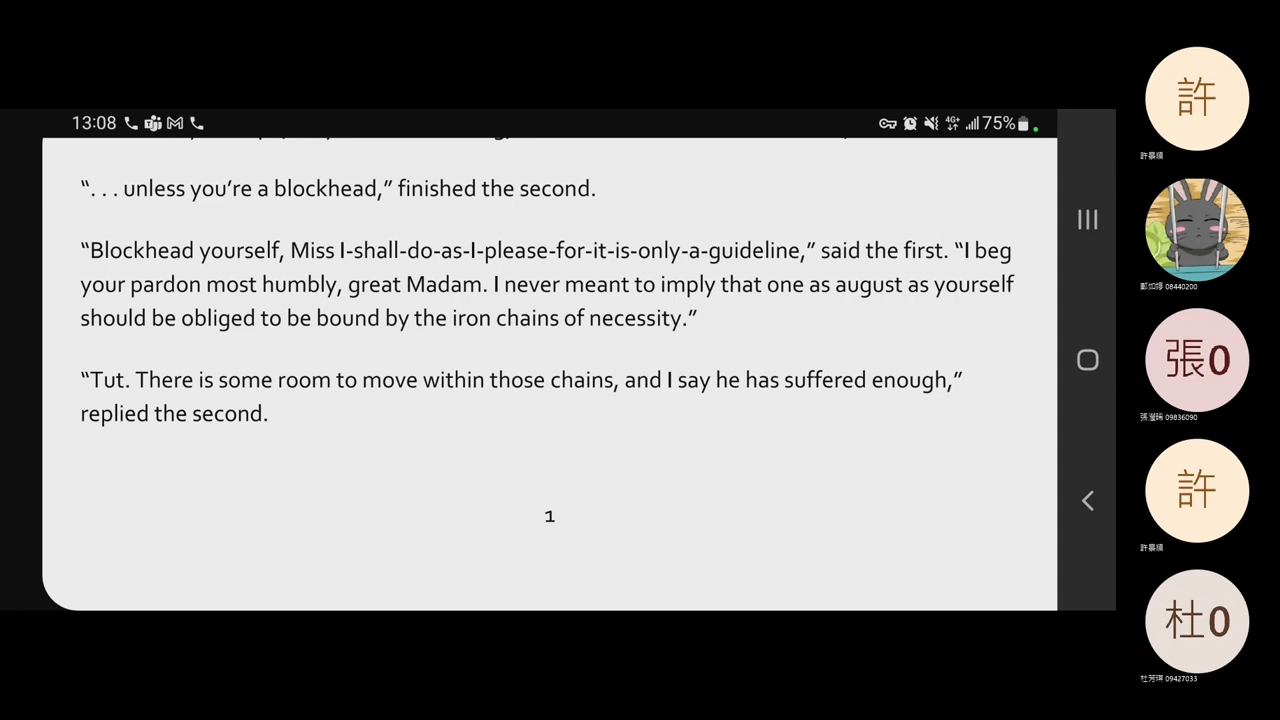 13:08
4G+
75%
“. . . unless you’re a blockhead,” finished the second.
“Blockhead yourself, Miss I-shall-do-as-I-please-for-it-is-only-a-guideline,” said the first. “I beg
your pardon most humbly, great Madam. I never meant to imply that one as august as yourself
should be obliged to be bound by the iron chains of necessity.”
“Tut. There is some room to move within those chains, and I say he has suffered enough,”
replied the second.
1
許
08440200
張0
09836090
許
杜0
09427033